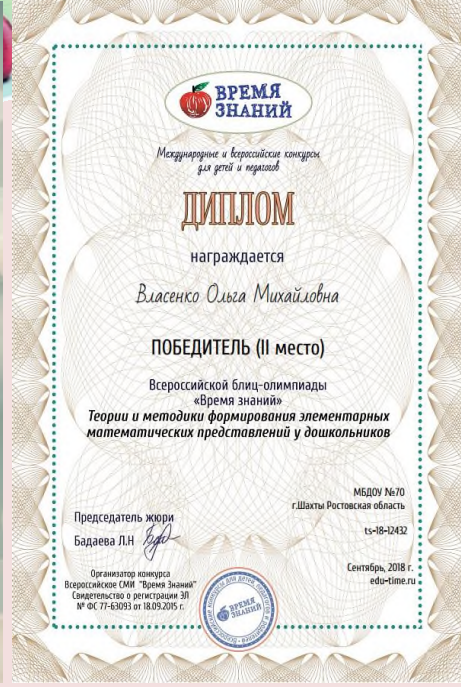 ВРЕМЯ
ЗНАНИЙ
Международные и всероссийские конкурсы
для детей и педагогов
ДИПЛОМ
награждается
Власенко Ольга Михайловна
ПОБЕДИТЕЛЬ (II место)
Всероссийской блиц-олимпиады
«Время знаний»
Теории и методики формирования элементарных
математических представлений у дошкольников
МБДОУ №70
г.Шахты Ростовская область
ts-18-12432
Председатель жюри
Бадаева Л.Н
Сентябрь, 2018 г.
edu-time.ru
Организатор конкурса
Всероссийское СМИ "Время Знаний"
Свидетельство о регистрации ЭЛ
№ ФС 77-63093 от 18.09.2015 г.
ВРЕМЯ
ЗНАНИЙ